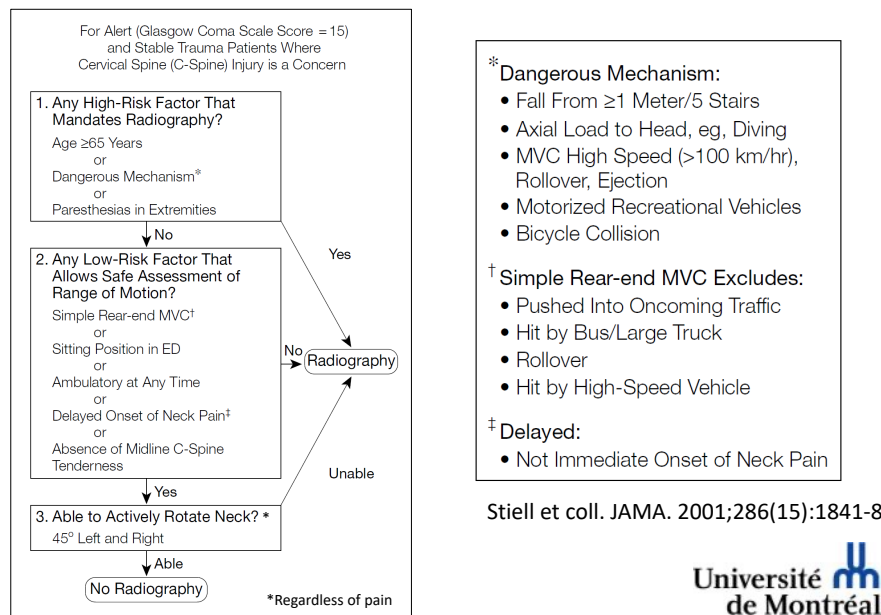 For Alert (Glasgow Coma Scale Score = 15)
and Stable Trauma Patients Where
Cervical Spine (C-Spine) Injury is a Concern
1. Any High-Risk Factor That
Mandates Radiography?
Age ≥65 Years
or
Dangerous Mechanism*
or
Paresthesias in Extremities
No
Yes
2. Any Low-Risk Factor That
Allows Safe Assessment of
Range of Motion?
Simple Rear-end MVC†
or
Sitting Position in ED
or
Ambulatory at Any Time
or
Delayed Onset of Neck Pain‡
or
Absence of Midline C-Spine
Tenderness
No
Radiography
Yes
Unable
3. Able to Actively Rotate Neck? *
45° Left and Right
Able
No Radiography
*Regardless of pain
*Dangerous Mechanism:
• Fall From ≥1 Meter/5 Stairs
• Axial Load to Head, eg, Diving
• MVC High Speed (>100 km/hr),
Rollover, Ejection
• Motorized Recreational Vehicles
• Bicycle Collision
†Simple Rear-end MVC Excludes:
• Pushed Into Oncoming Traffic
• Hit by Bus/Large Truck
• Rollover
• Hit by High-Speed Vehicle
‡Delayed:
• Not Immediate Onset of Neck Pain
Stiell et coll. JAMA. 2001;286(15):1841-8
Université
de Montréal